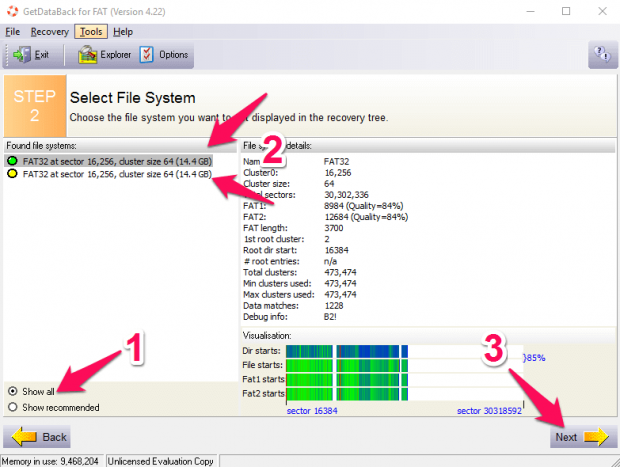 GetDataBack for FAT (Version 4.22)
File Recovery Tools Help
Exit Explorer Options
STEP 2
Select File System
Choose the file system you want to displayed in the recovery tree.
Found file systems:
FAT32 at sector 16,256, cluster size 64 (14.4 GB)
FAT32 at sector 16,256, cluster size 64 (14.4 GB)
2
File details:
FAT32
Cluster0: 16,256
Cluster size: 64
sectors: 30,302,336
FAT1: 8984 (Quality=84%)
FAT2: 12684 (Quality=84%)
FAT length: 3700
1st root cluster: 2
Root dir start: 16384
# root entries: n/a
Total clusters: 473,474
Min clusters used: 473,474
Max clusters used: 473,474
Data matches: 1228
Debug info: B2!
Visualisation:
Dir starts:
File starts:
Fat1 starts
Fat2 starts
}85%
sector 16384 sector 30318592
1
3
Show all
Show recommended
Back Next
Memory in use: 9,468,204 Unlicensed Evaluation Copy